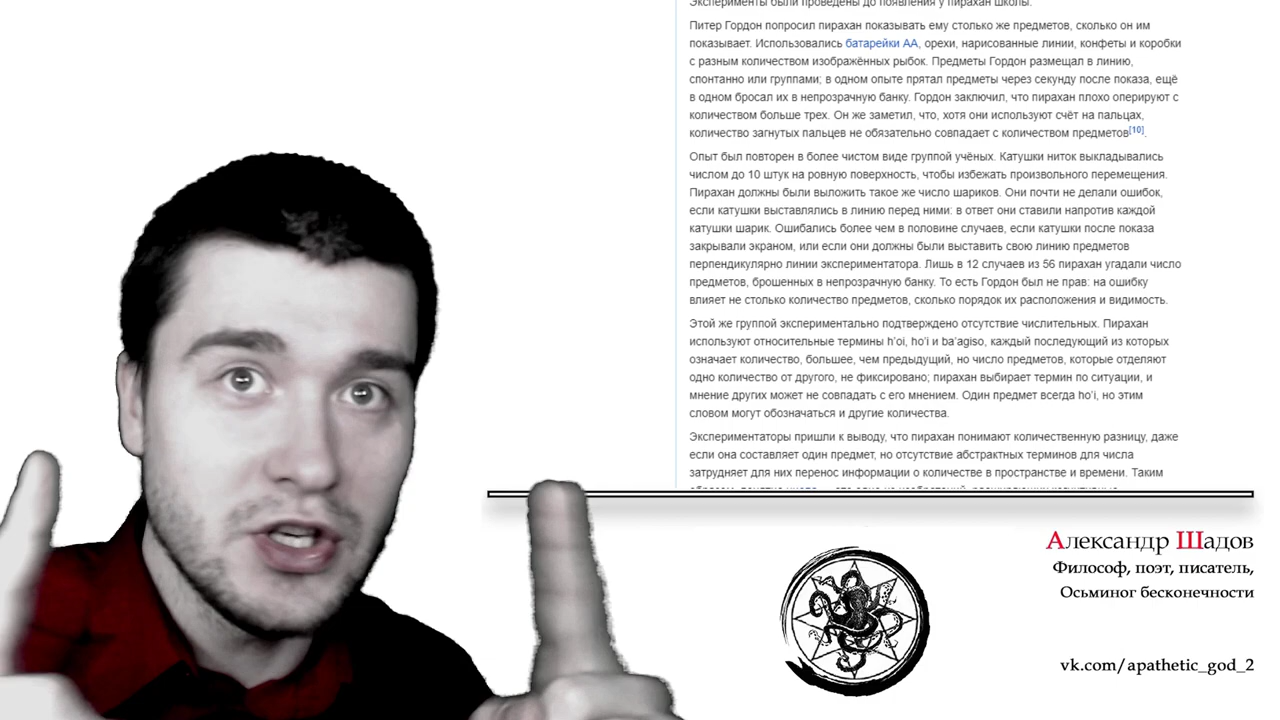 Эксперименты были проведены до появления у пирахан школы.
Питер Гордон попросил пирахан показывать ему столько же предметов, сколько он им
показывает. Использовались батарейки АА, орехи, нарисованные линии, конфеты и коробки
с разным количеством изображённых рыбок. Предметы Гордон размещал в линию,
спонтанно или группами; в одном опыте прятал предметы через секунду после показа, ещё
в одном бросал их в непрозрачную банку. Гордон заключил, что пирахан плохо оперируют с
количеством больше трех. Он же заметил, что, хотя они используют счёт на пальцах,
количество загнутых пальцев не обязательно совпадает с количеством предметов[10].
Опыт был повторен в более чистом виде группой учёных. Катушки ниток выкладывались
числом до 10 штук на ровную поверхность, чтобы избежать произвольного перемещения.
Пирахан должны были выложить такое же число шариков. Они почти не делали ошибок,
если катушки выставлялись в линию перед ними: в ответ они ставили напротив каждой
катушки шарик. Ошибались более чем в половине случаев, если катушки после показа
закрывали экраном, или если они должны были выставить свою линию предметов
перпендикулярно линии экспериментатора. Лишь в 12 случаев из 56 пирахан угадали число
предметов, брошенных в непрозрачную банку. То есть Гордон был не прав: на ошибку
влияет не столько количество предметов, сколько порядок их расположения и видимость.
Этой же группой экспериментально подтверждено отсутствие числительных. Пирахан
используют относительные термины h'oi, ho'i и ba'agiso, каждый последующий из которых
означает количество, большее, чем предыдущий, но число предметов, которые отделяют
одно количество от другого, не фиксировано; пирахан выбирает термин по ситуации, и
мнение других может не совпадать с его мнением. Один предмет всегда ho'i, но этим
словом могут обозначаться и другие количества.
Экспериментаторы пришли к выводу, что пирахан понимают количественную разницу, даже
если она составляет один предмет, но отсутствие абстрактных терминов для числа
затрудняет для них перенос информации о количестве в пространстве и времени. Таким
Александр Шадов
Философ, поэт, писатель,
Осьминог бесконечности
vk.com/apathetic_god_2